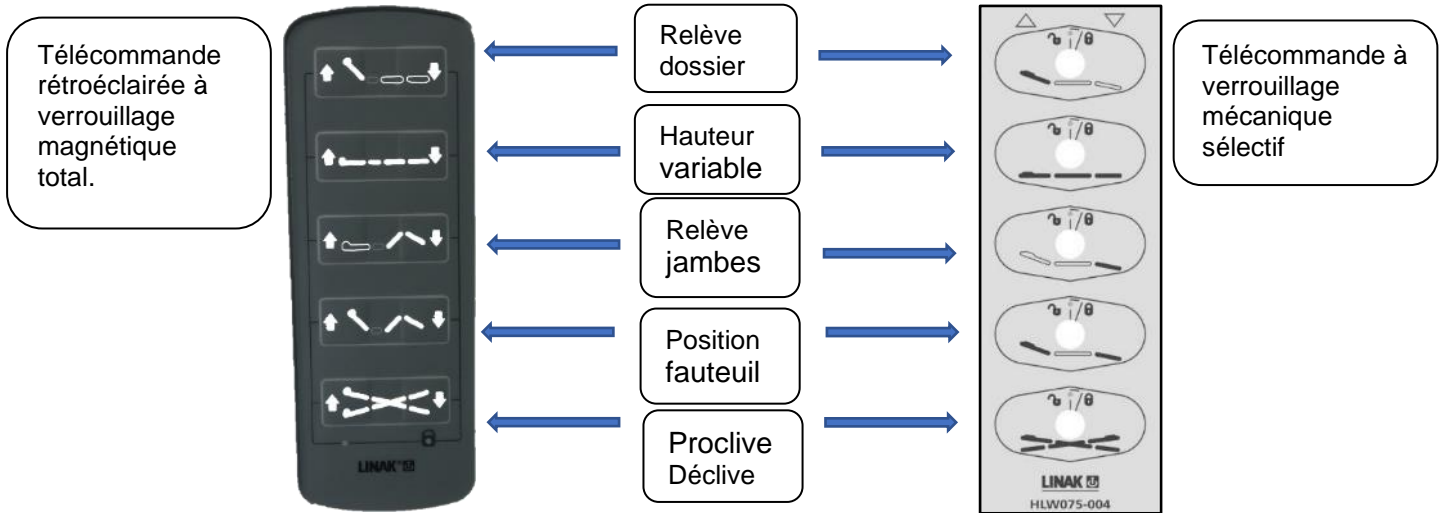 Télécommande
rétroéclairée à
verrouillage
magnétique
total.
LINAK
Relève
dossier
Hauteur
variable
Relève
jambes
Position
fauteuil
Proclive
Déclive
LINAK
HLW075-004
Télécommande à
verrouillage
mécanique
sélectif